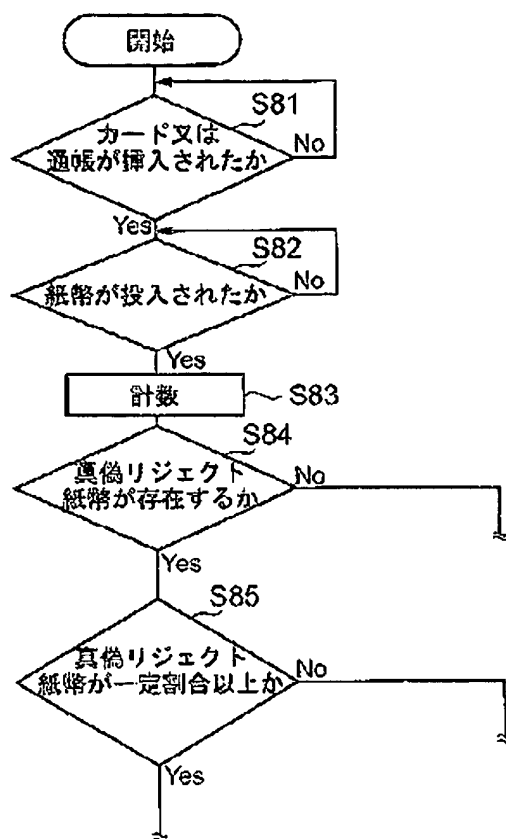 開始
S81
カード又は
通帳が挿入されたか
No
Yes
S82
紙幣が投入されたか
No
Yes
計数
S83
S84
真偽リジェクト
紙幣が存在するか
No
Yes
S85
真偽リジェクト
紙幣が一定割合以上か
No
Yes